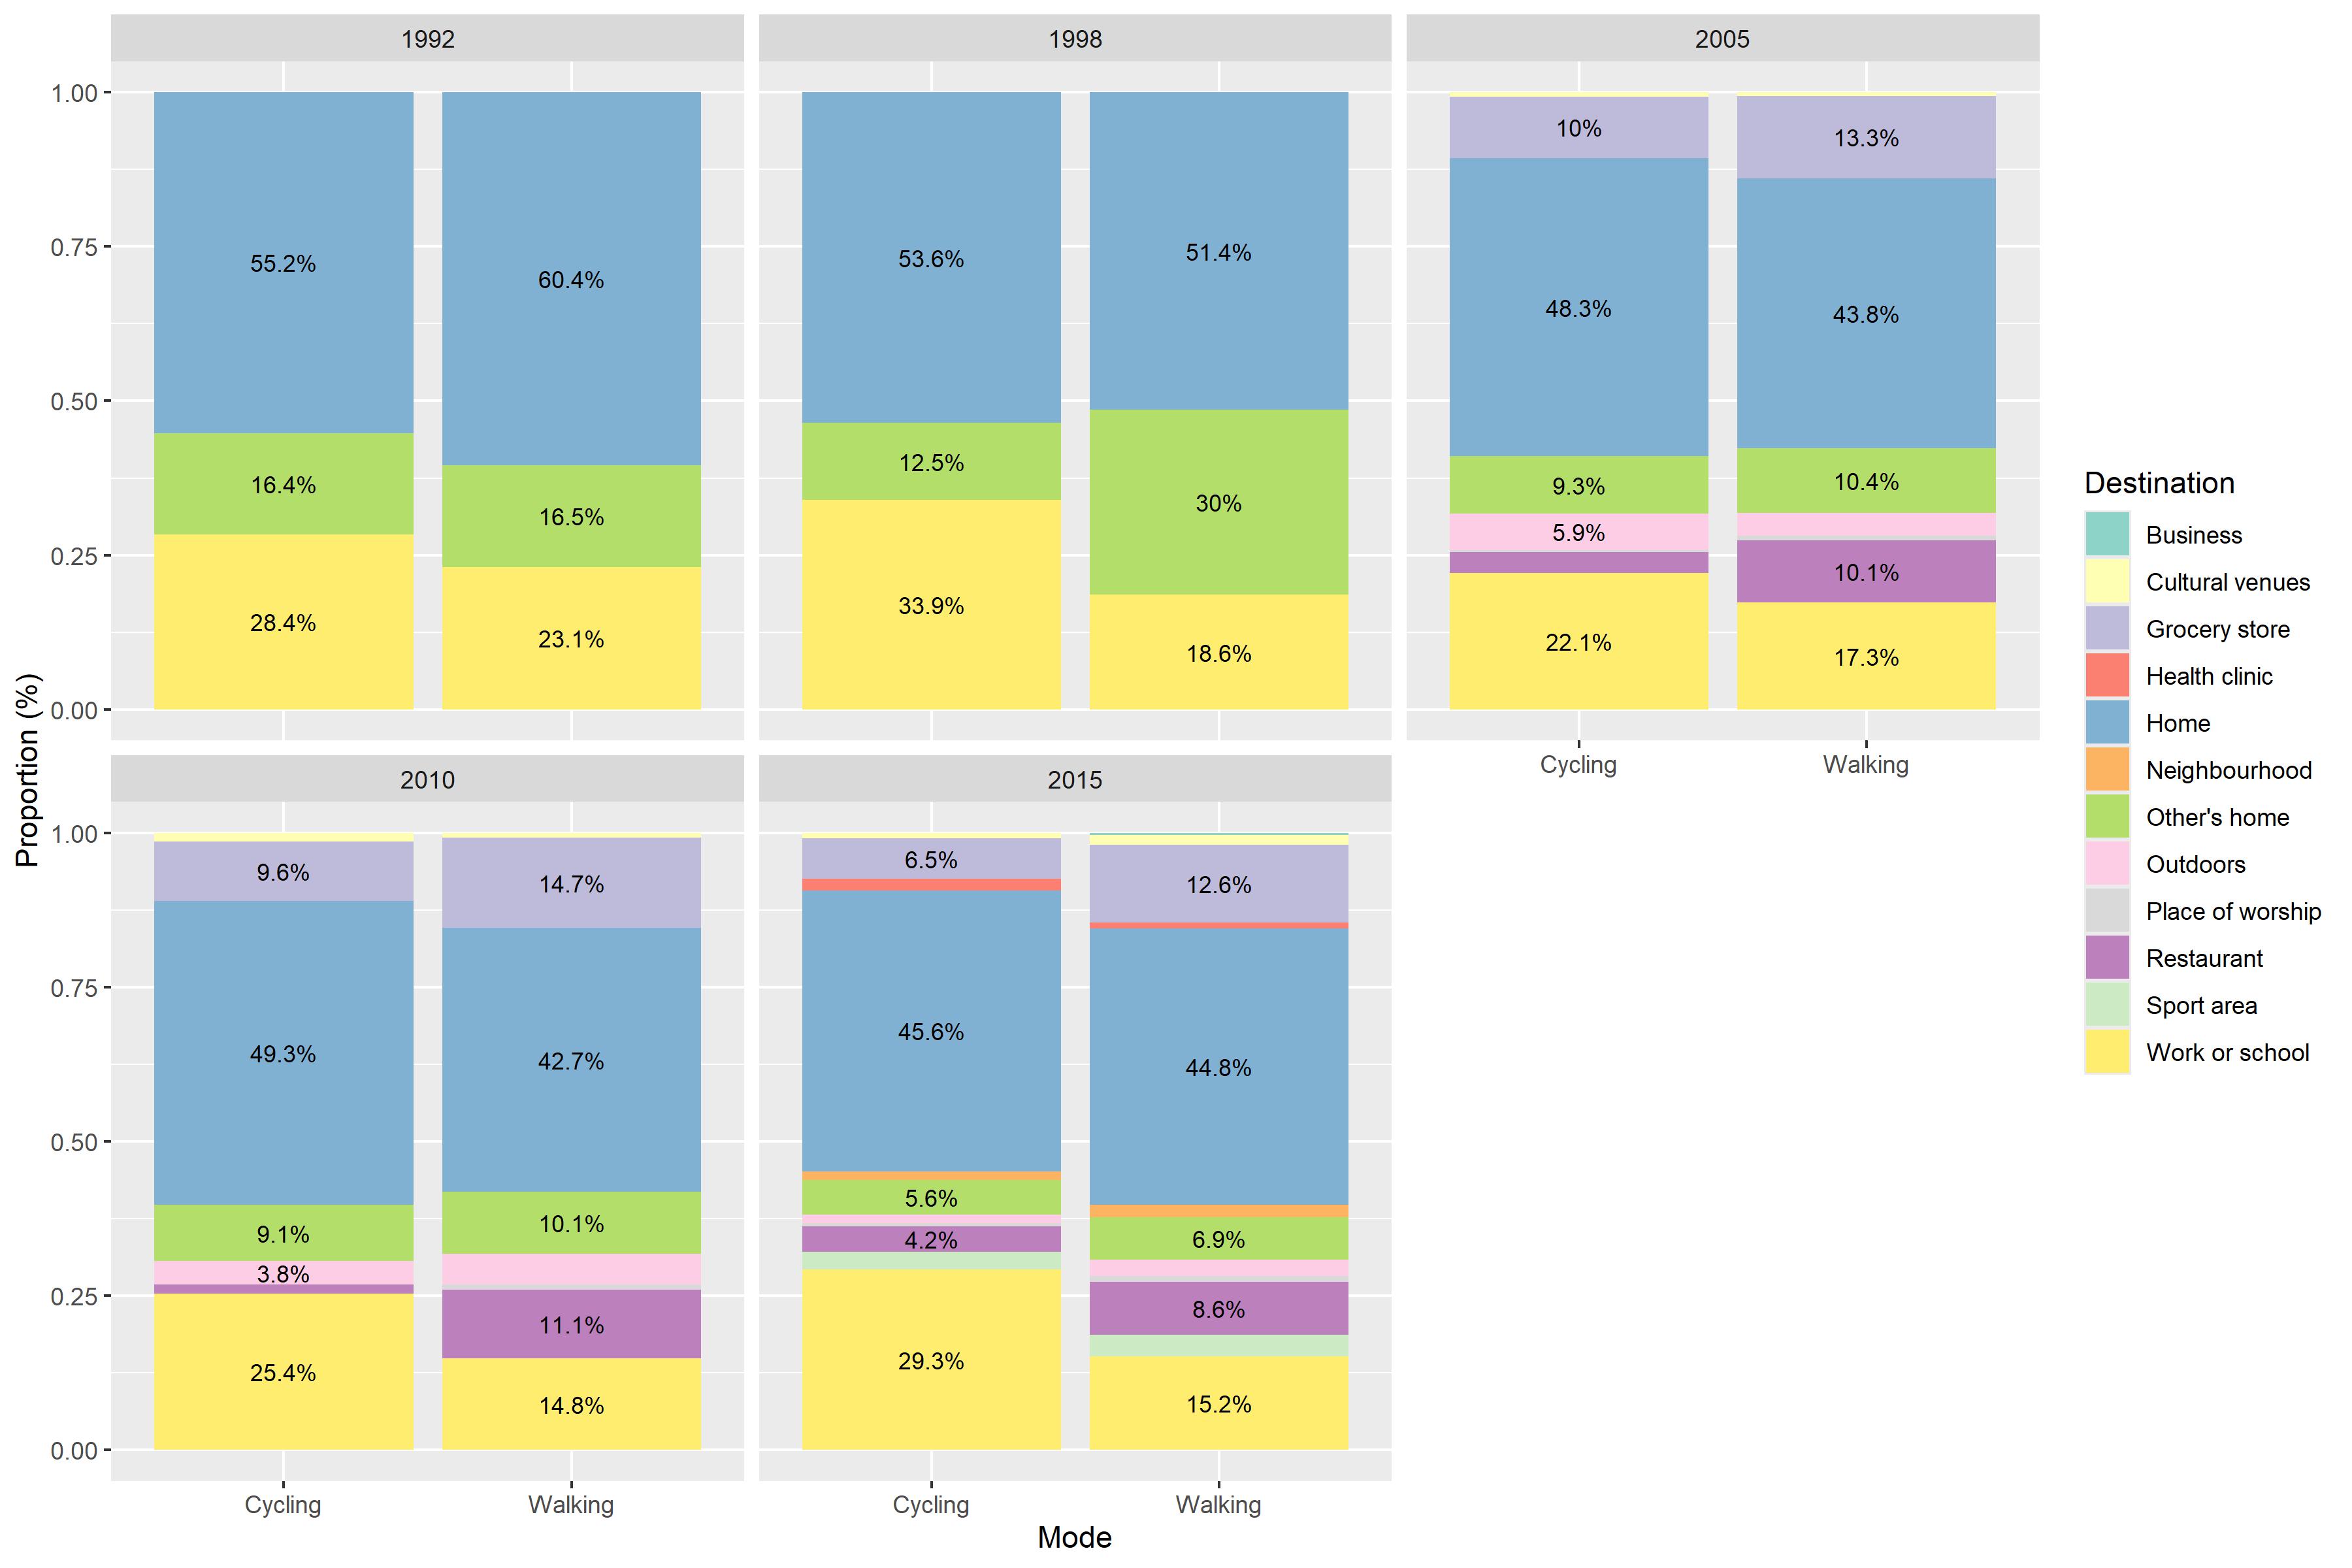 1992
1998
2005
1.00
0.75
0.50
0.25
0.00
55.2%
16.4%
28.4%
60.4%
16.5%
23.1%
53.6%
12.5%
33.9%
51.4%
30%
18.6%
10%
48.3%
9.3%
5.9%
22.1%
13.3%
43.8%
10.4%
10.1%
17.3%
Cycling
Walking
2010
2015
1.00
0.75
0.50
0.25
0.00
9.6%
49.3%
9.1%
3.8%
25.4%
14.7%
42.7%
10.1%
11.1%
14.8%
6.5%
45.6%
5.6%
4.2%
29.3%
12.6%
44.8%
6.9%
8.6%
15.2%
Cycling
Walking
Cycling
Walking
Mode
Proportion (%)
Destination
Business
Cultural venues
Grocery store
Health clinic
Home
Neighbourhood
Other's home
Outdoors
Place of worship
Restaurant
Sport area
Work or school